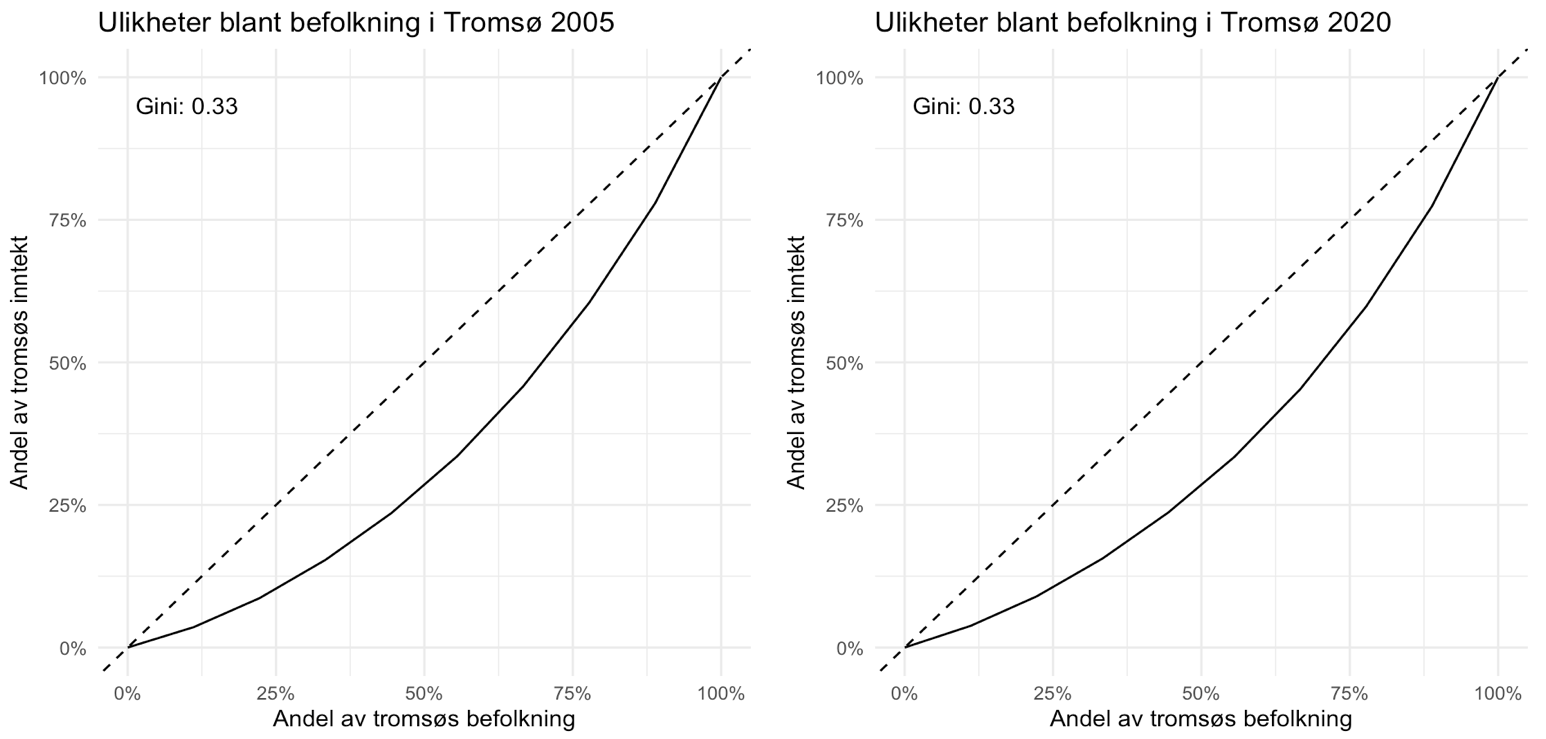 Ulikheter blant befolkning i Tromsø 2005
Gini: 0.33
100%
75%
50%
25%
0%
Andel av tromsøs inntekt
0% 25% 50% 75% 100%
Andel av tromsøs befolkning
Ulikheter blant befolkning i Tromsø 2020
Gini: 0.33
100%
75%
50%
25%
0%
Andel av tromsøs inntekt
0% 25% 50% 75% 100%
Andel av tromsøs befolkning